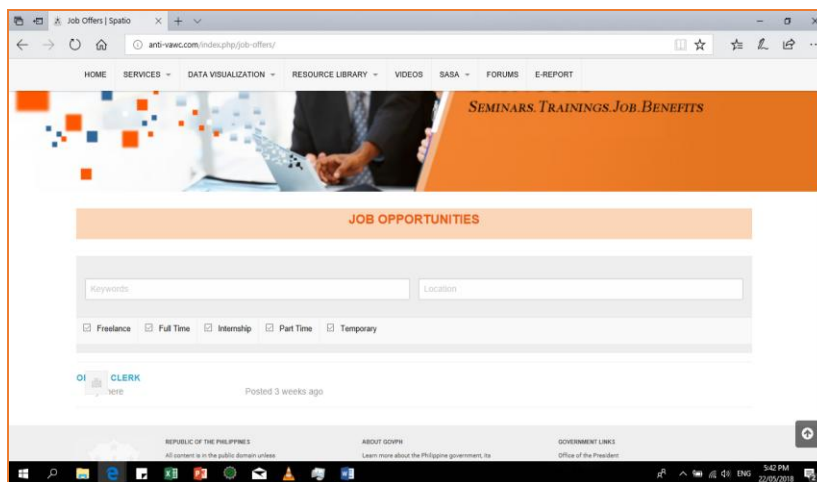 Job Offers | Spatio
anti-vawc.com/index.php/job-offers/
HOME SERVICES DATA VISUALIZATION RESOURCE LIBRARY VIDEOS SASA FORUMS E-REPORT
SEMINARS. TRAININGS. JOB. BENEFITS
JOB OPPORTUNITIES
Keywords Location
Freelance Full Time Internship Part Time Temporary
CLERK
Posted 3 weeks ago
REPUBLIC OF THE PHILIPPINES ABOUT GOVPH GOVERNMENT LINKS
All content is in the public domain unless Learn more about the Philippine government, its Office of the President
ENG 5:42 PM
22/05/2018